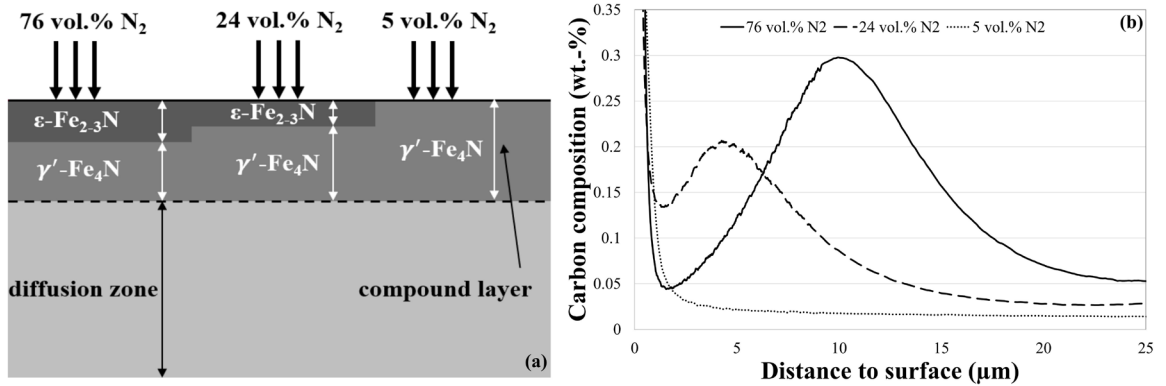 76 vol.% N2
24 vol.% N2
5 vol.% N2
ε-Fe2-3N
ε-Fe2-3N
γ′-Fe4N
γ′-Fe4N
γ′-Fe4N
diffusion zone
compound layer
(a)
(b)
76 vol.% N2
24 vol.% N2
5 vol.% N2
Carbon composition (wt.-%)
0.35
0.3
0.25
0.2
0.15
0.1
0.05
0
0 5 10 15 20 25
Distance to surface (μm)